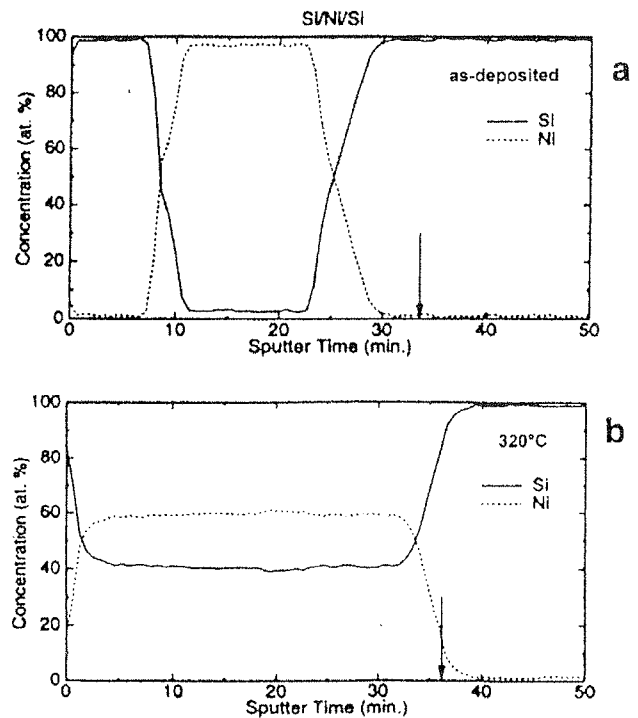 Si/Ni/Si
a
as-deposited
Si
Ni
Concentration (at. %)
100
80
60
40
20
0
0 10 20 30 40 50
Sputter Time (min.)
b
320°C
Si
Ni
Concentration (at. %)
100
80
60
40
20
0
0 10 20 30 40 50
Sputter Time (min.)